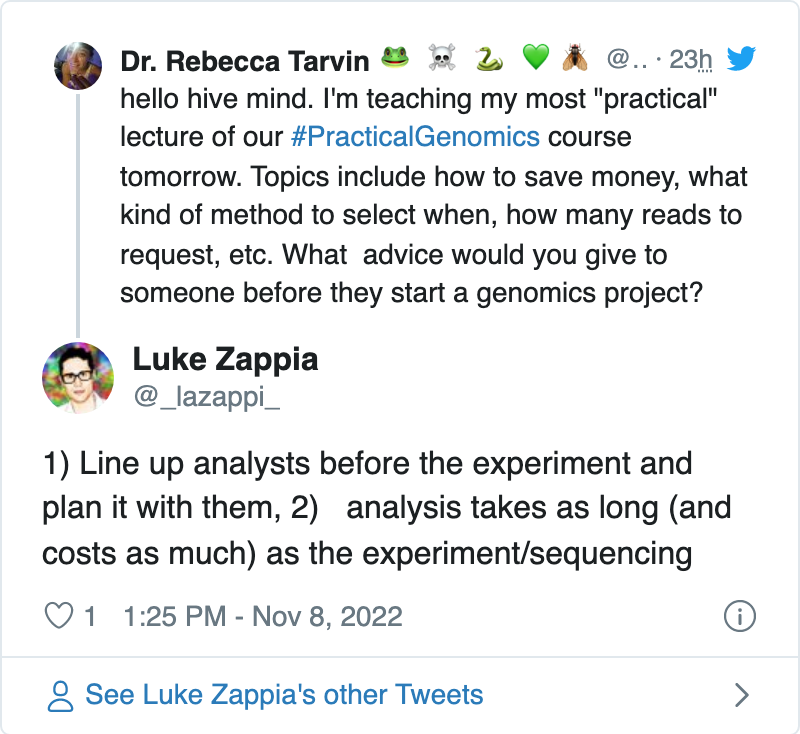 Dr. Rebecca Tarvin 🐸 ☠️ 🐍 💚 🪰 @.. · 23h
hello hive mind. I'm teaching my most "practical"
lecture of our #PracticalGenomics course
tomorrow. Topics include how to save money, what
kind of method to select when, how many reads to
request, etc. What  advice would you give to
someone before they start a genomics project?
Luke Zappia
@_lazappi_
1) Line up analysts before the experiment and
plan it with them, 2)   analysis takes as long (and
costs as much) as the experiment/sequencing
1 1:25 PM - Nov 8, 2022
See Luke Zappia's other Tweets